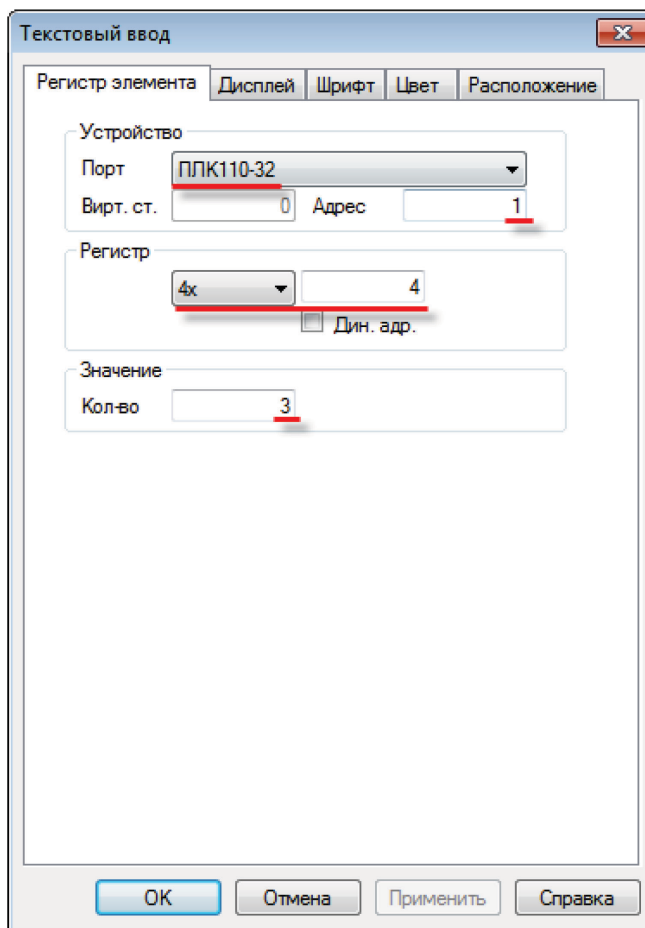 Текстовый ввод
Регистр элемента Дисплей Шрифт Цвет Расположение
Устройство
Порт ПЛК110-32
Вирт. ст. 0 Адрес 1
Регистр
4x 4
Дин. адр.
Значение
Кол-во 3
OK Отмена Применить Справка